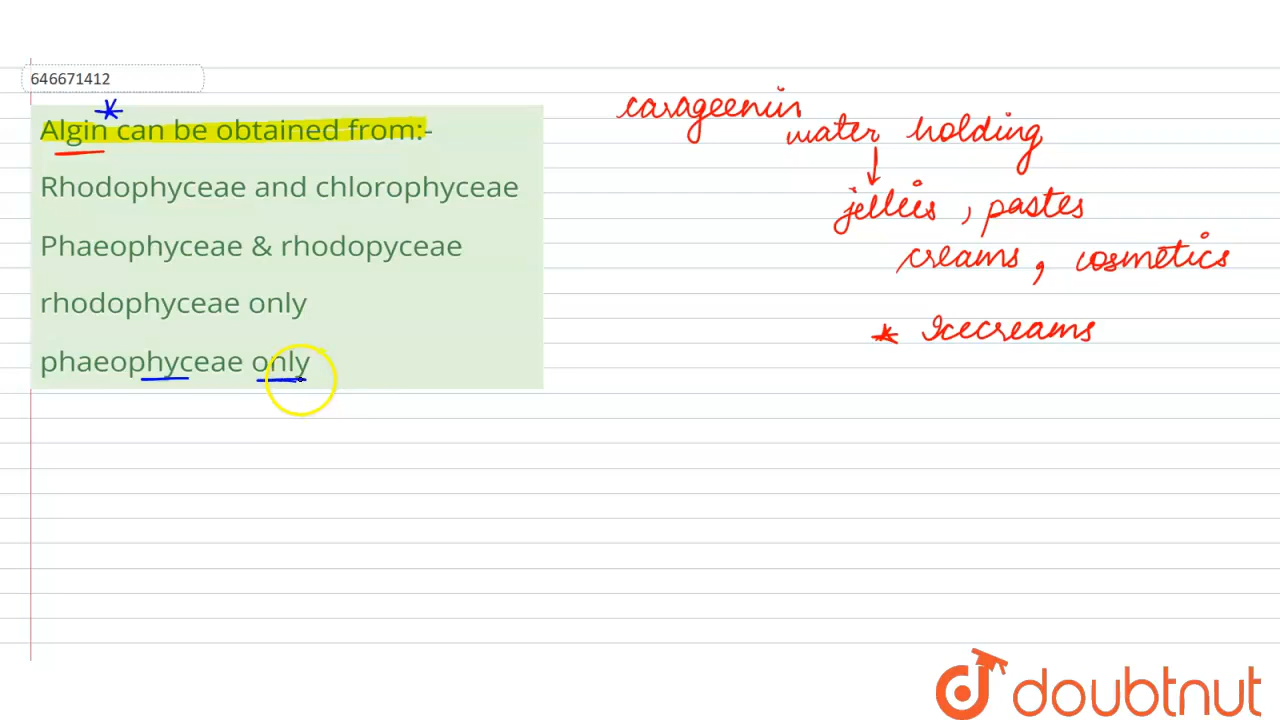 646671412
Algin can be obtained from:-
Rhodophyceae and chlorophyceae
Phaeophyceae & rhodopyceae
rhodophyceae only
phaeophyceae only
carageenin
water holding
jellies, pastes
creams, cosmetics
* Icecreams
doubtnut